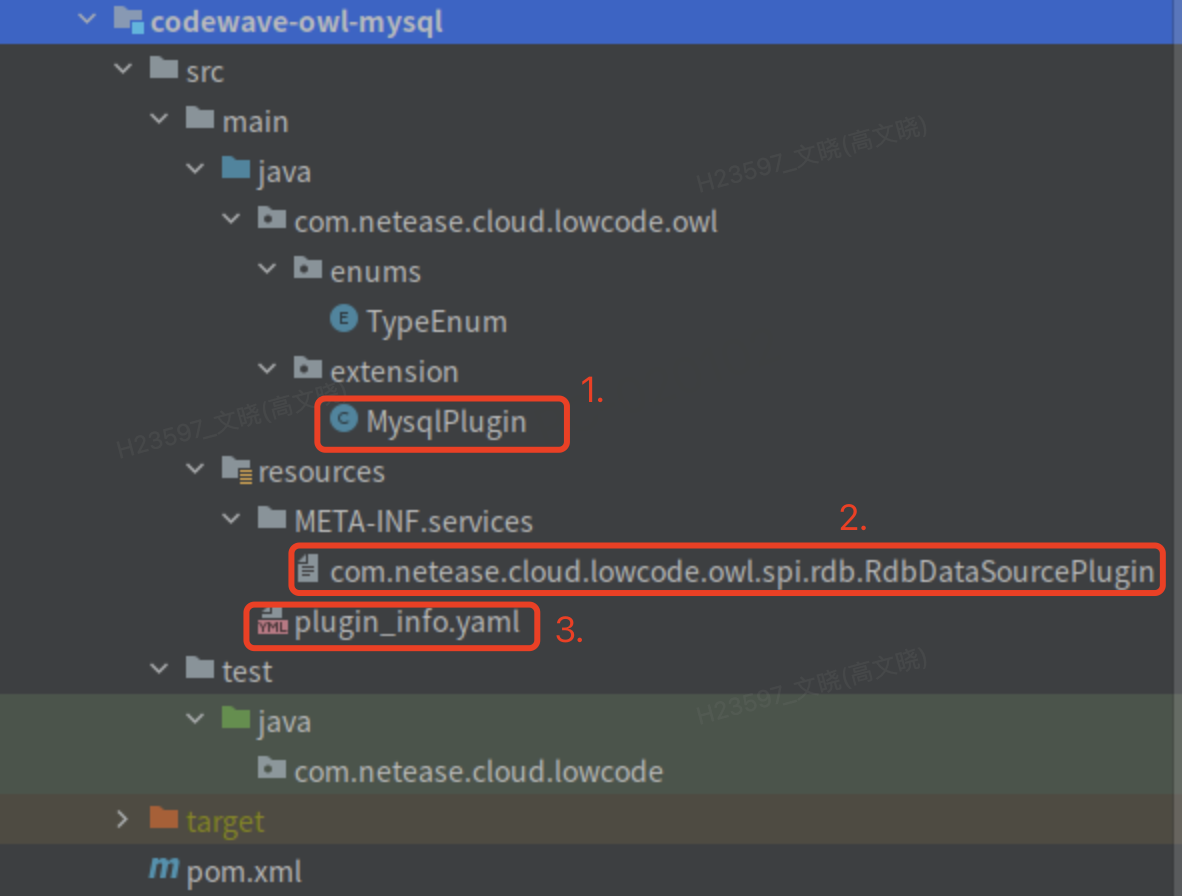 codewave-owl-mysql
src
main
H23597_文晓(高文晓)
java
com.netease.cloud.lowcode.owl
enums
E TypeEnum
extension
1.
H23597_文晓(高文晓)
C MysqlPlugin
resources
META-INF.services
2.
com.netease.cloud.lowcode.owl.spi.rdb.RdbDataSourcePlugin
YML plugin_info.yaml
3.
test
H23597_文晓(高文晓)
java
com.netease.cloud.lowcode
target
m pom.xml